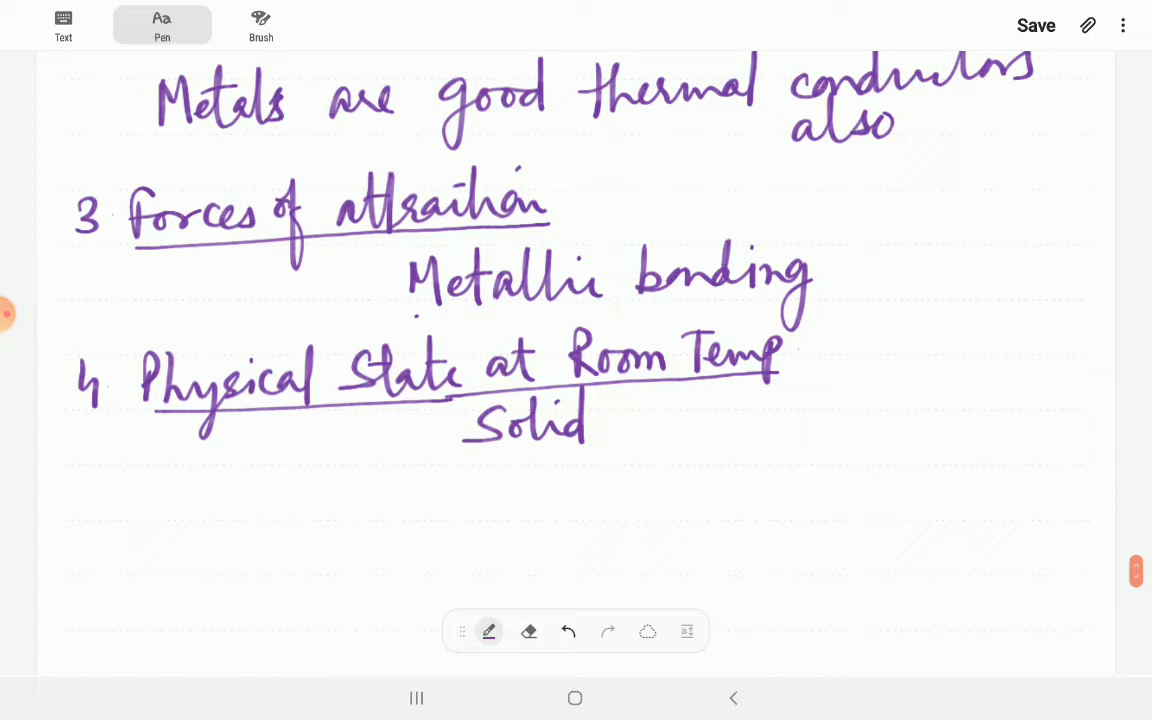 Text
Aa
Pen
Brush
Save
Metals are good thermal conductors
also
3 Forces of attraction
Metallic bonding
4 Physical State at Room Temp
Solid